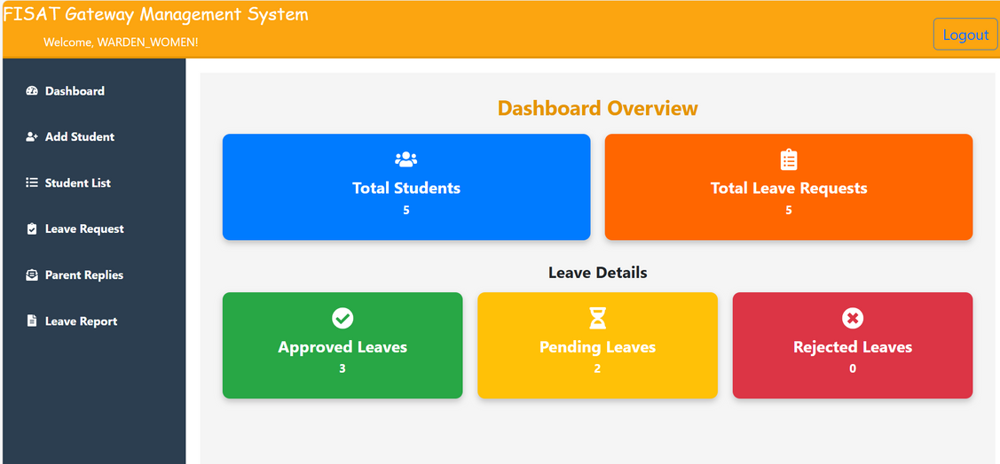 FISAT Gateway Management System
Welcome, WARDEN_WOMEN!
Logout
Dashboard
Add Student
Student List
Leave Request
Parent Replies
Leave Report
Dashboard Overview
Total Students
5
Total Leave Requests
5
Leave Details
Approved Leaves
3
Pending Leaves
2
Rejected Leaves
0